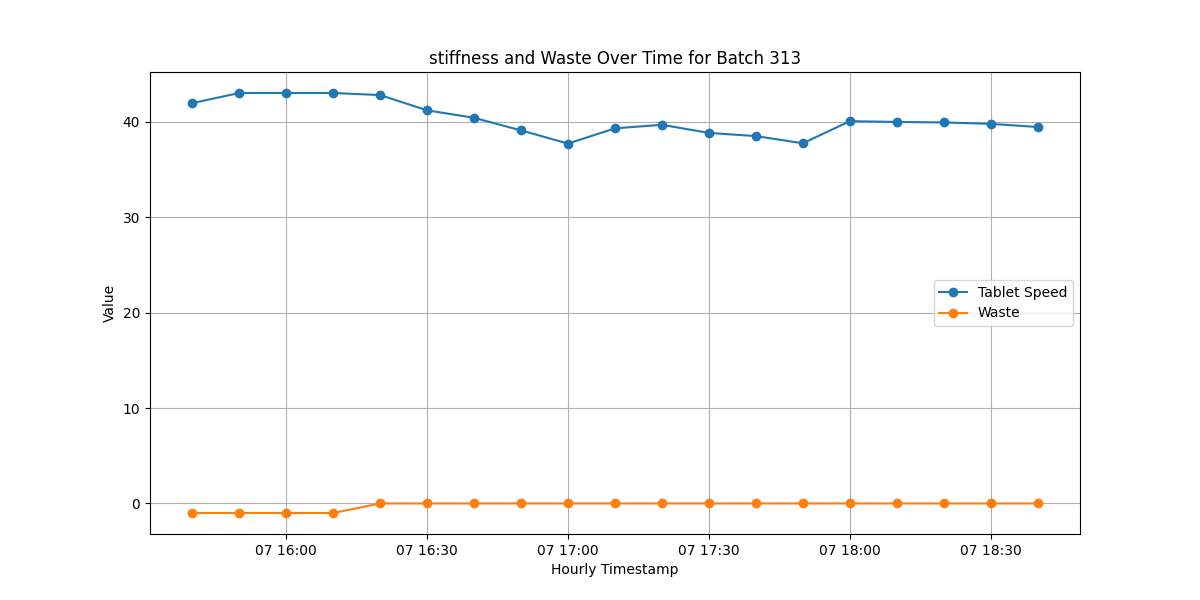 stiffness and Waste Over Time for Batch 313
Value
40
30
20
10
0
Tablet Speed
Waste
07 16:00
07 16:30
07 17:00
07 17:30
07 18:00
07 18:30
Hourly Timestamp